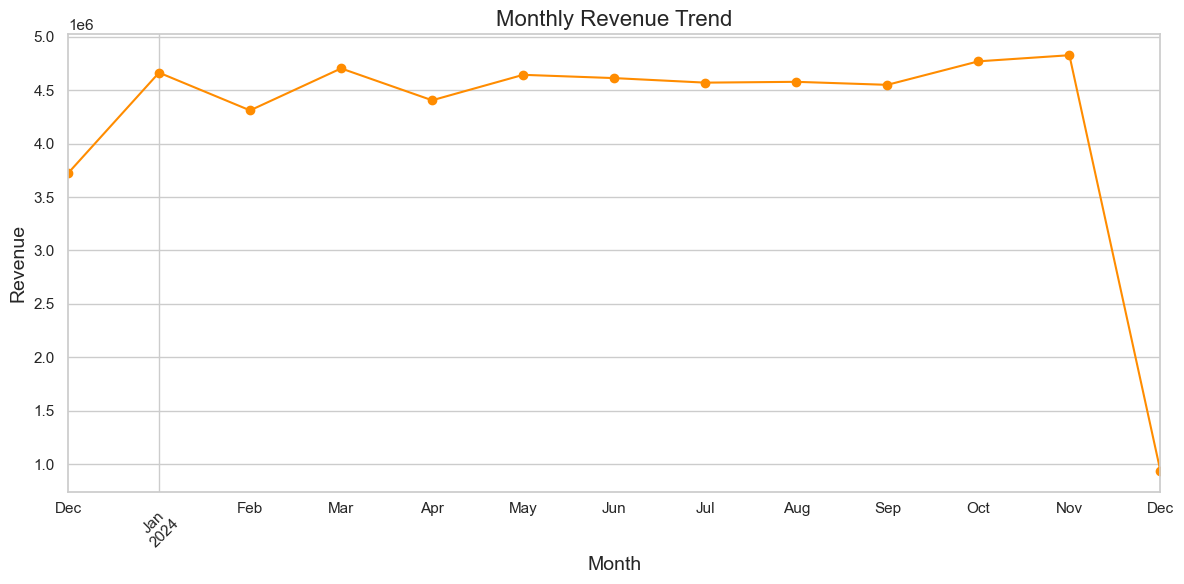 Monthly Revenue Trend
1e6
5.0
4.5
4.0
3.5
3.0
2.5
2.0
1.5
1.0
Revenue
Dec
Jan
2024
Feb
Mar
Apr
May
Jun
Jul
Aug
Sep
Oct
Nov
Dec
Month